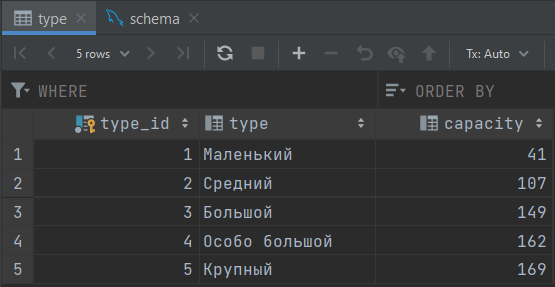 type schema
5 rows Tx: Auto
WHERE ORDER BY
type_id type capacity
1 1 Маленький 41
2 2 Средний 107
3 3 Большой 149
4 4 Особо большой 162
5 5 Крупный 169